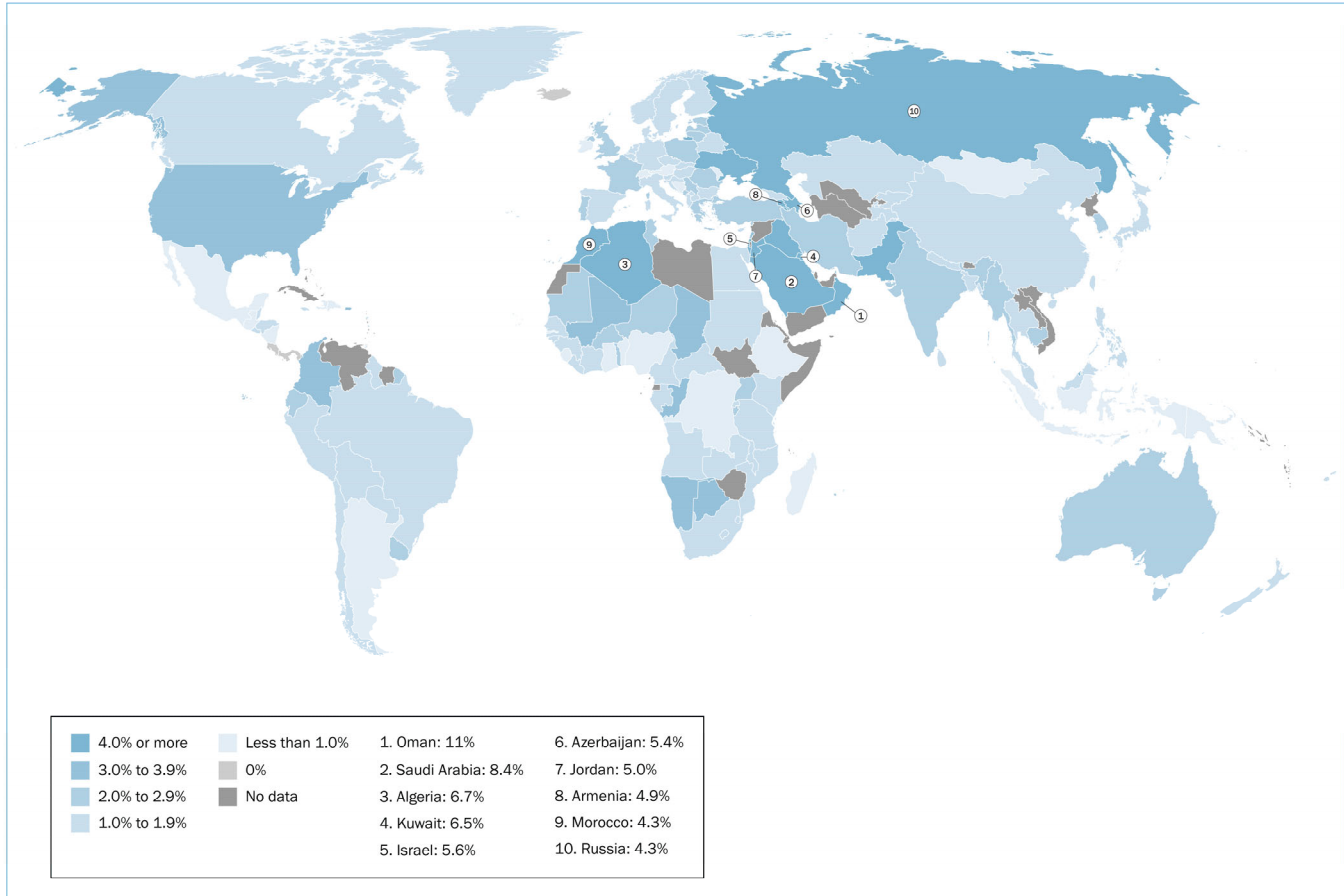 10
8
6
5
9
4
3
2
7
1
4.0% or more
3.0% to 3.9%
2.0% to 2.9%
1.0% to 1.9%
Less than 1.0%
0%
No data
1. Oman: 11%
2. Saudi Arabia: 8.4%
3. Algeria: 6.7%
4. Kuwait: 6.5%
5. Israel: 5.6%
6. Azerbaijan: 5.4%
7. Jordan: 5.0%
8. Armenia: 4.9%
9. Morocco: 4.3%
10. Russia: 4.3%